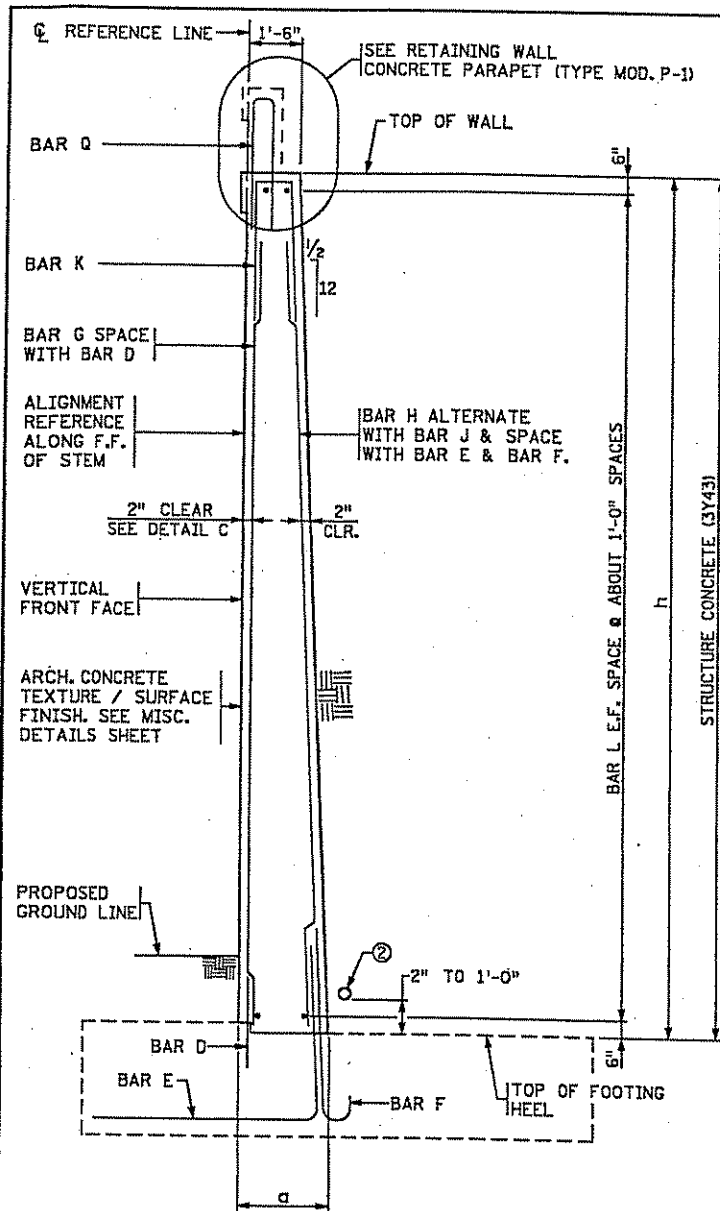 ℄ REFERENCE LINE
1'-6"
SEE RETAINING WALL
CONCRETE PARAPET (TYPE MOD. P-1)
TOP OF WALL
BAR Q
6"
BAR K
1/2
12
BAR G SPACE
WITH BAR D
ALIGNMENT
REFERENCE
ALONG F.F.
OF STEM
BAR H ALTERNATE
WITH BAR J & SPACE
WITH BAR E & BAR F.
2" CLEAR
SEE DETAIL C
2"
CLR.
VERTICAL
FRONT FACE
ARCH. CONCRETE
TEXTURE / SURFACE
FINISH. SEE MISC.
DETAILS SHEET
BAR L E.F. SPACE @ ABOUT 1'-0" SPACES
h
STRUCTURE CONCRETE (3Y43)
PROPOSED
GROUND LINE
2
2" TO 1'-0"
BAR D
BAR E
BAR F
TOP OF FOOTING
HEEL
6"
a